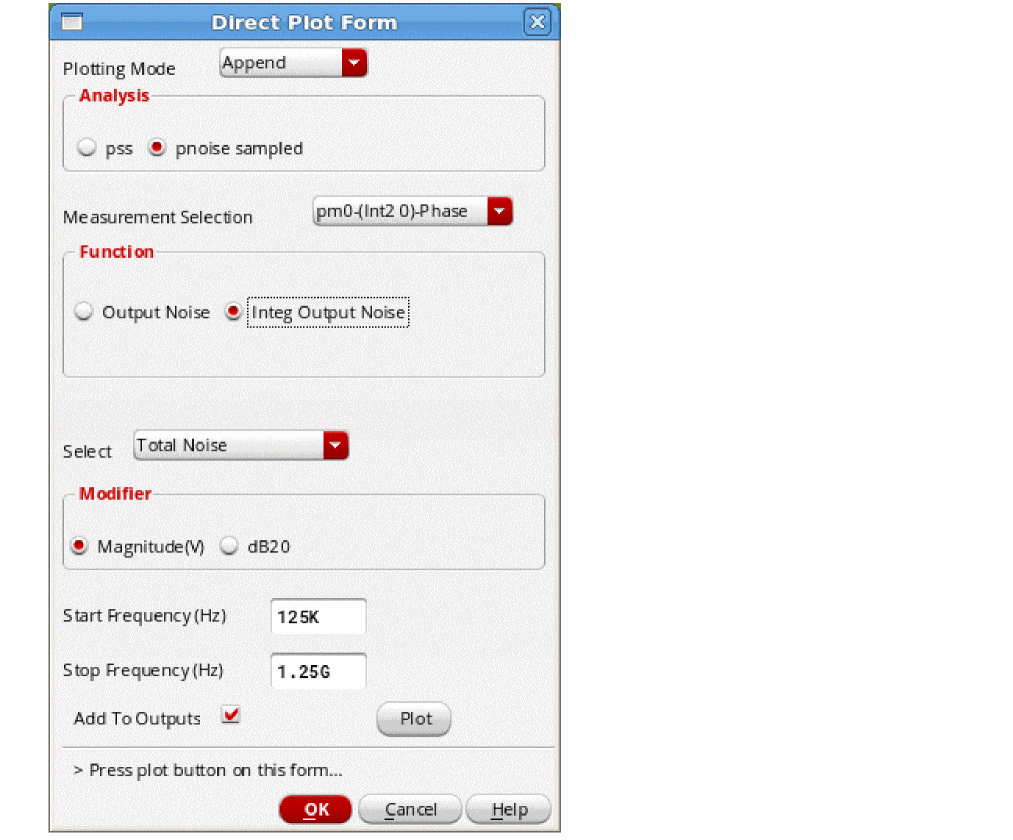 Direct Plot Form
Plotting Mode Append
Analysis
pss pnoise sampled
Measurement Selection pm0-(Int2 0)-Phase
Function
Output Noise Integ Output Noise
Select Total Noise
Modifier
Magnitude(V) dB20
Start Frequency(Hz) 125K
Stop Frequency(Hz) 1.25G
Add To Outputs Plot
> Press plot button on this form...
OK Cancel Help